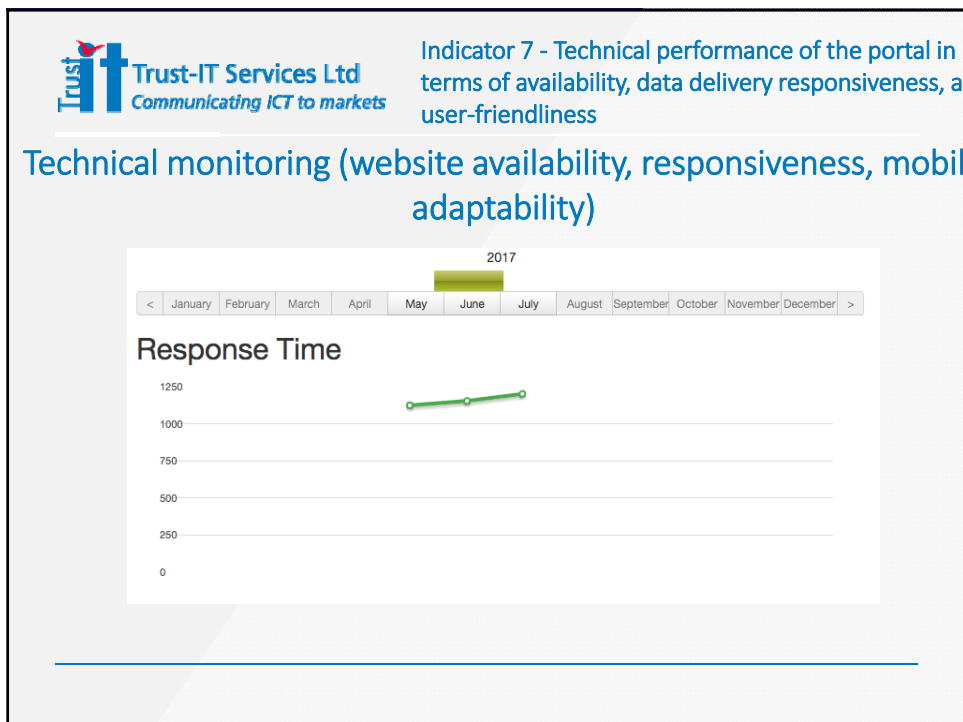 Trust
it
Trust-IT Services Ltd
Communicating ICT to markets
Indicator 7 - Technical performance of the portal in
terms of availability, data delivery responsiveness, a
user-friendliness
Technical monitoring (website availability, responsiveness, mobil
adaptability)
2017
< January February March April May June July August September October November December >
Response Time
1250
1000
750
500
250
0